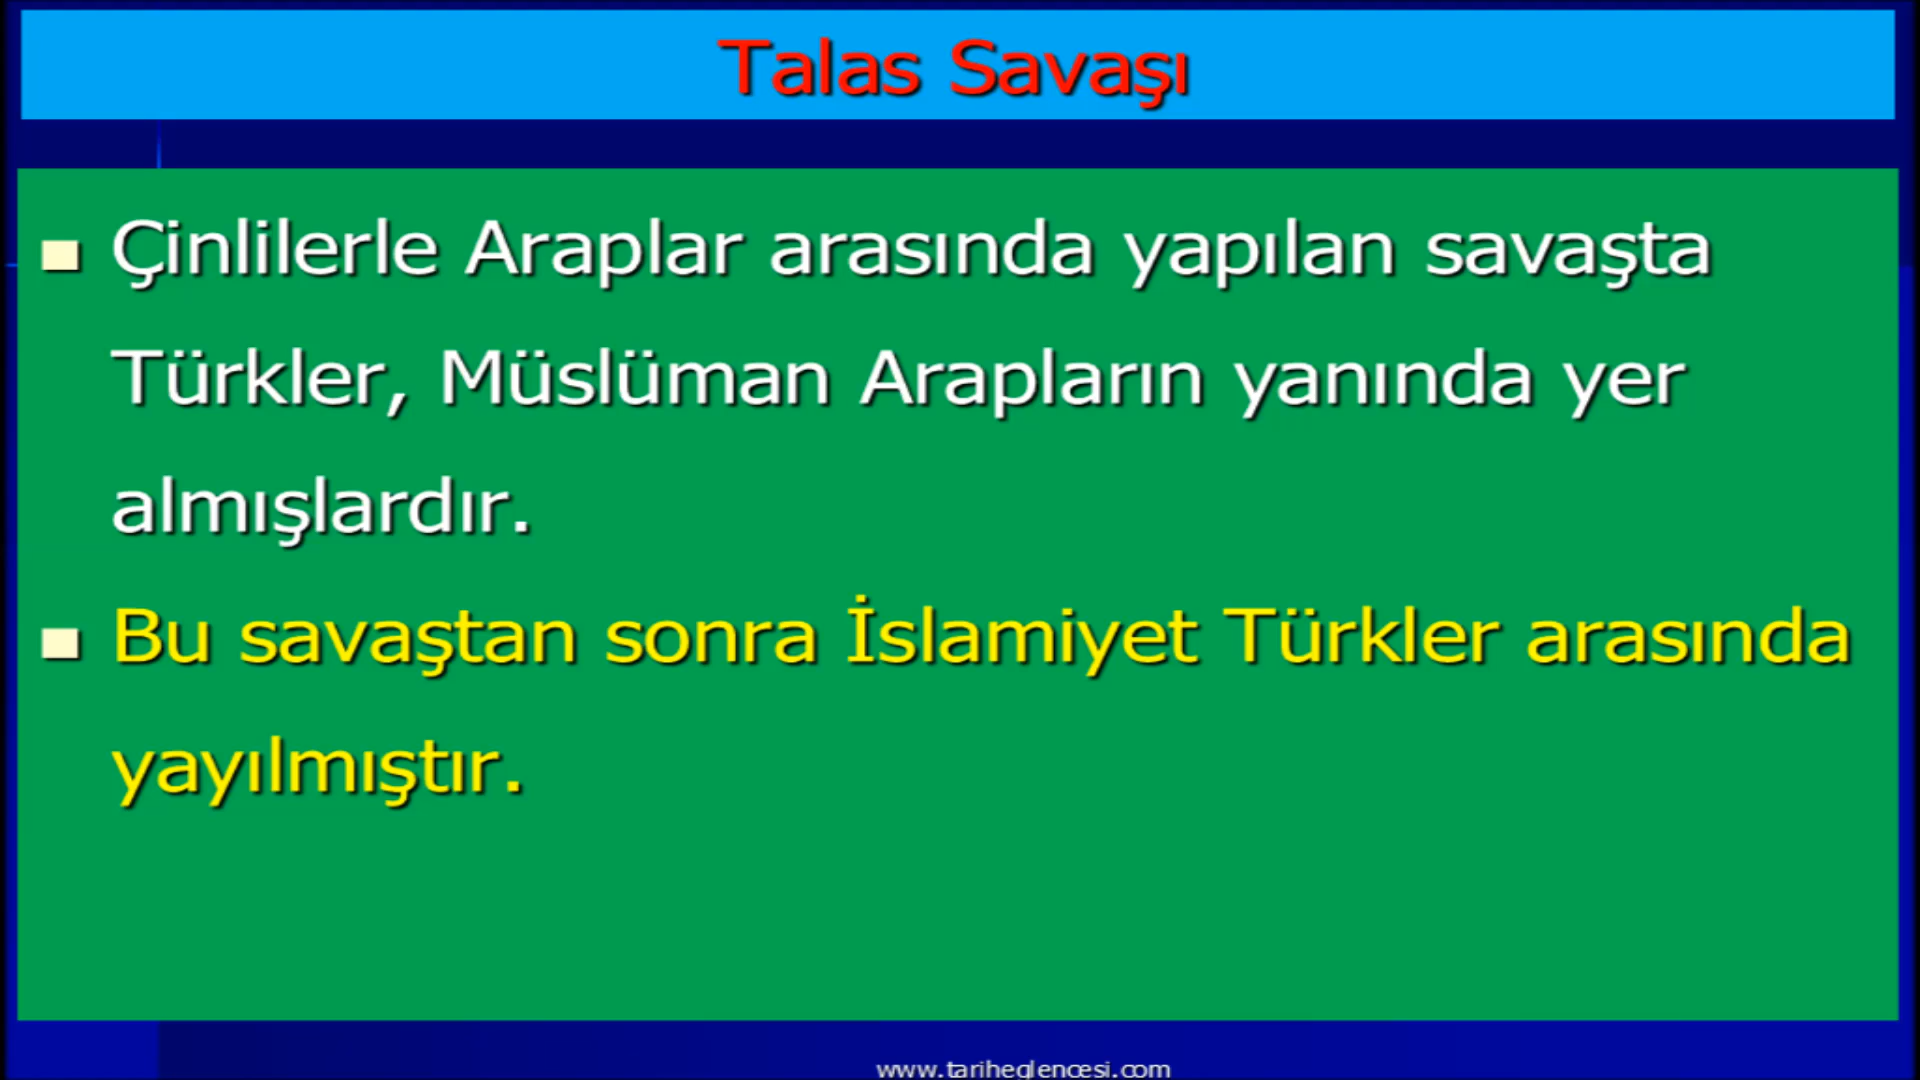 Talas Savaşı
Çinlilerle Araplar arasında yapılan savaşta
Türkler, Müslüman Arapların yanında yer
almışlardır.
Bu savaştan sonra İslamiyet Türkler arasında
yayılmıştır.
www.tariheglencesi.com